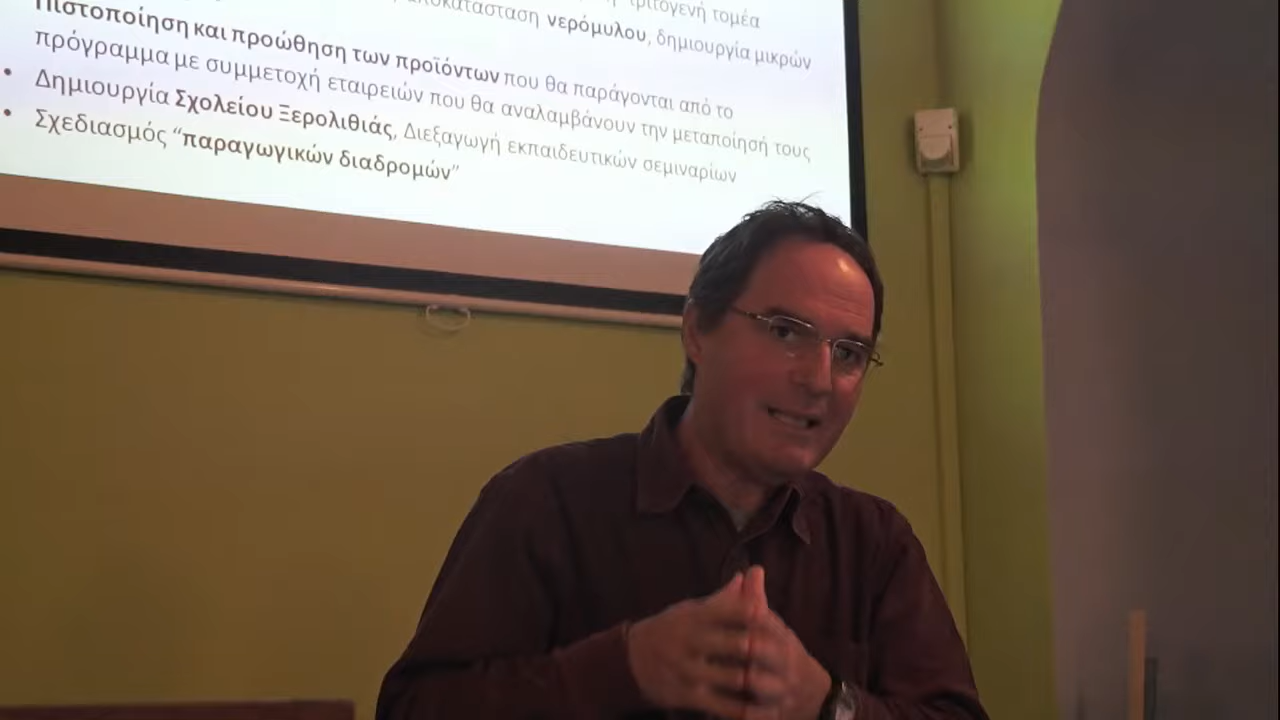 τριτογενή τομέα
αποκατάσταση νερόμυλου, δημιουργία μικρών
Πιστοποίηση και προώθηση των προϊόντων που θα παράγονται από το
πρόγραμμα με συμμετοχή εταιρειών που θα αναλαμβάνουν την μεταποίησή τους
• Δημιουργία Σχολείου Ξερολιθιάς, Διεξαγωγή εκπαιδευτικών σεμιναρίων
• Σχεδιασμός “παραγωγικών διαδρομών”